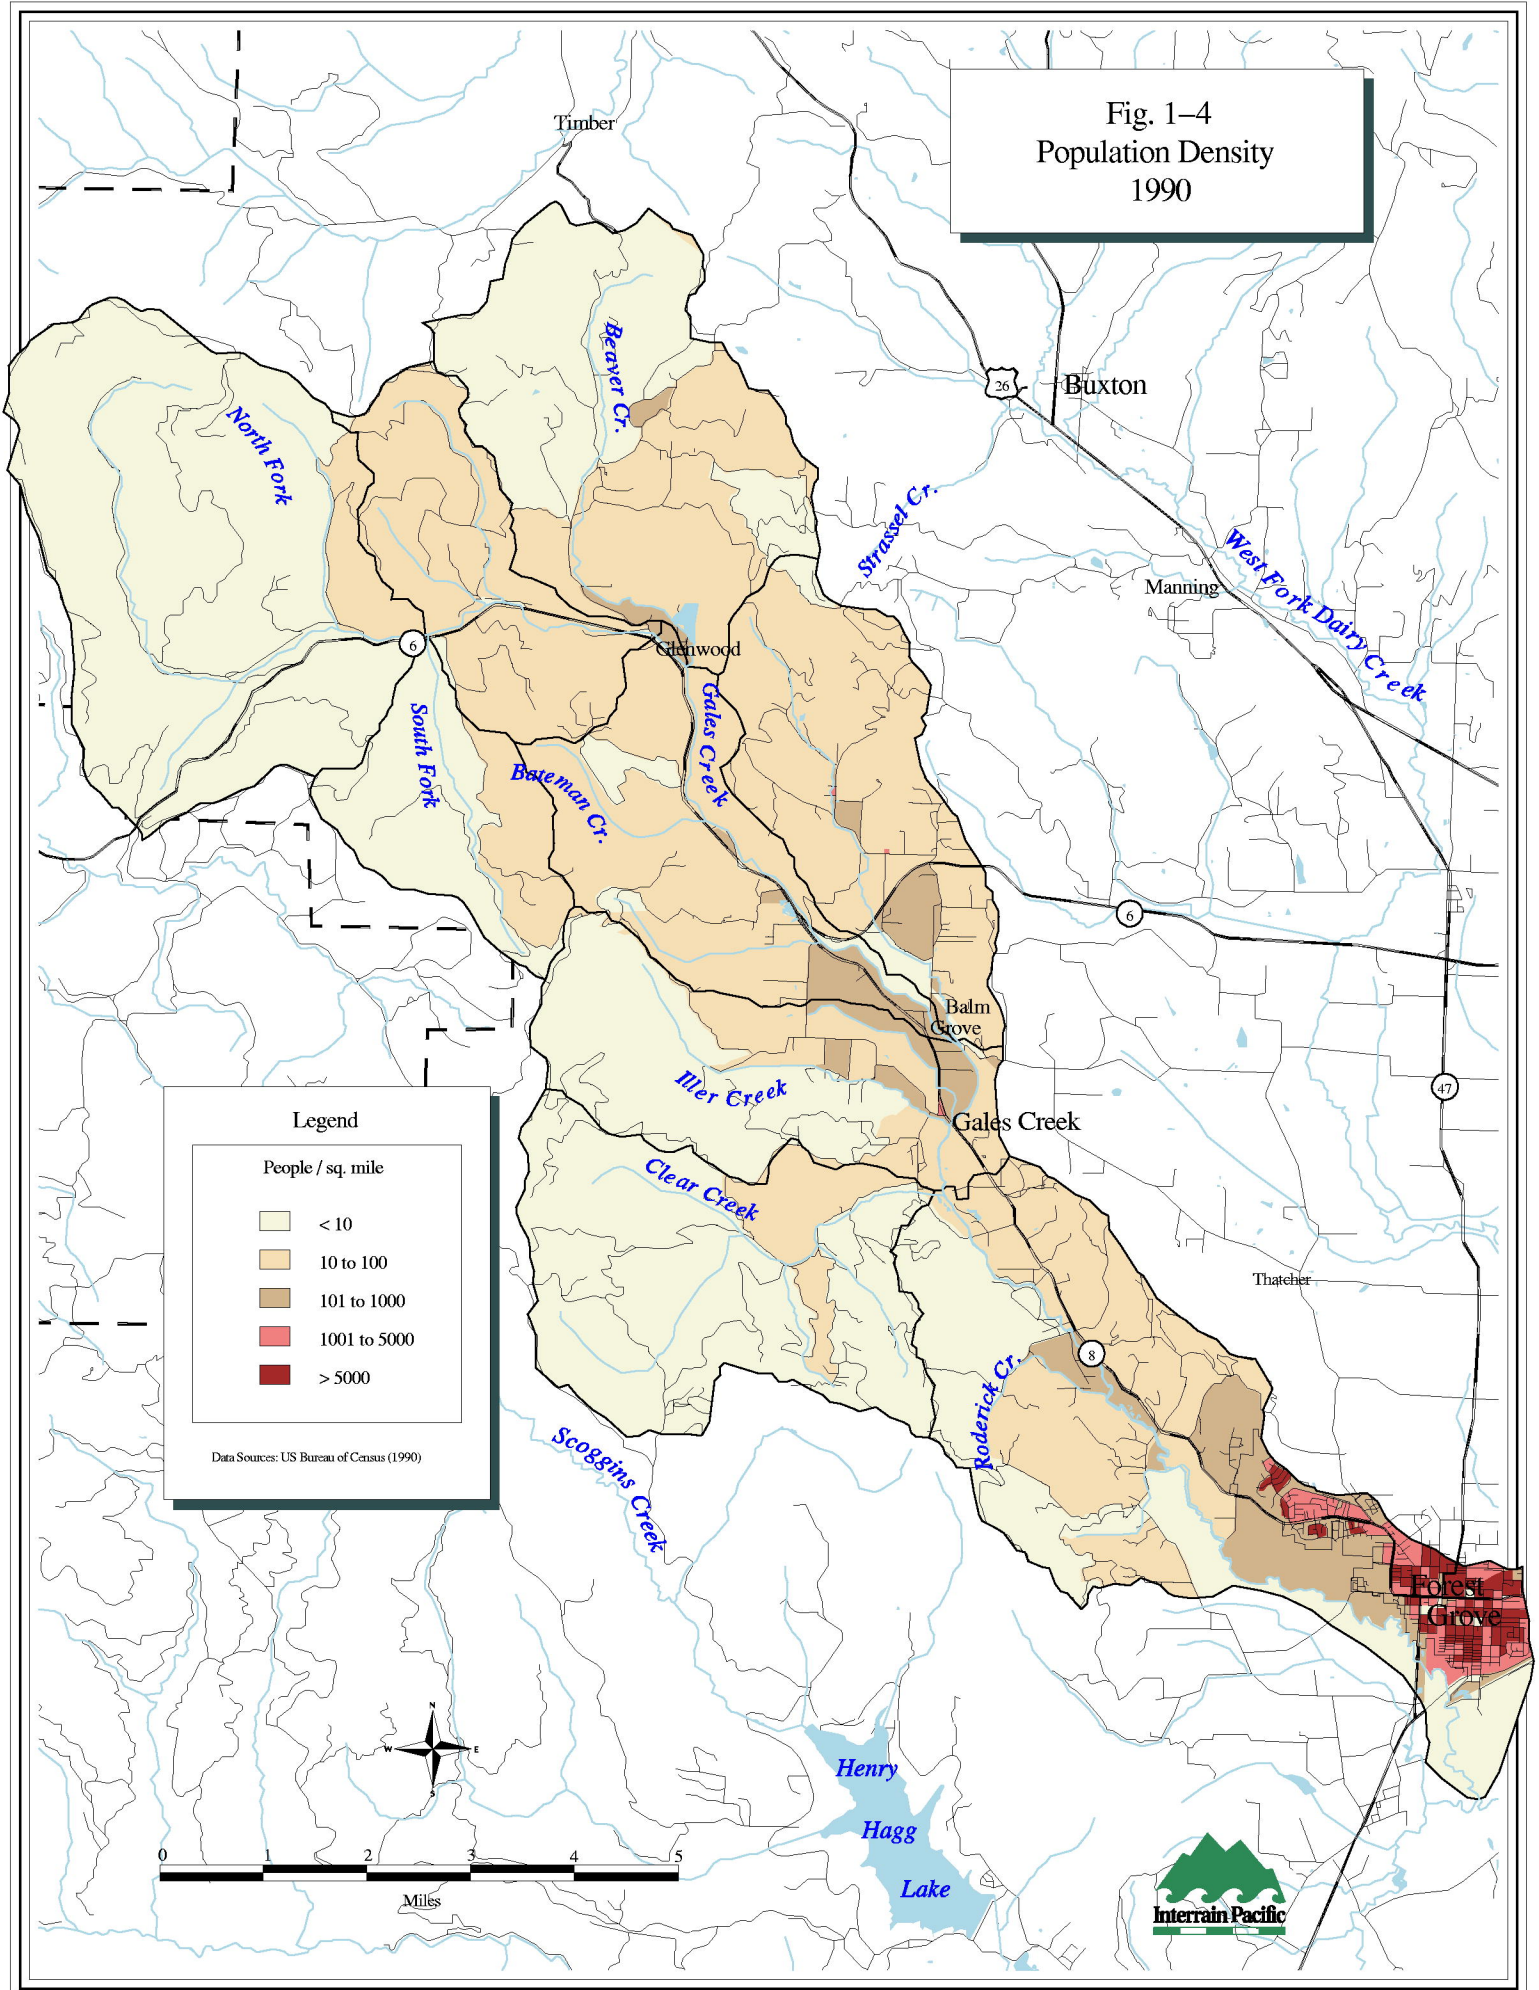 Fig. 1–4
Population Density
1990
Timber
Beaver Cr.
North Fork
26
Buxton
Strassel Cr.
West Fork Dairy Creek
Manning
6
Glenwood
Gales Creek
South Fork
Bateman Cr.
6
Balm
Grove
47
Iller Creek
Gales Creek
Clear Creek
Thatcher
8
Roderick Cr.
Scoggins Creek
Forest
Grove
Legend
People / sq. mile
< 10
10 to 100
101 to 1000
1001 to 5000
> 5000
Data Sources: US Bureau of Census (1990)
N
W
E
S
0 1 2 3 4 5
Miles
Henry
Hagg
Lake
Interrain Pacific